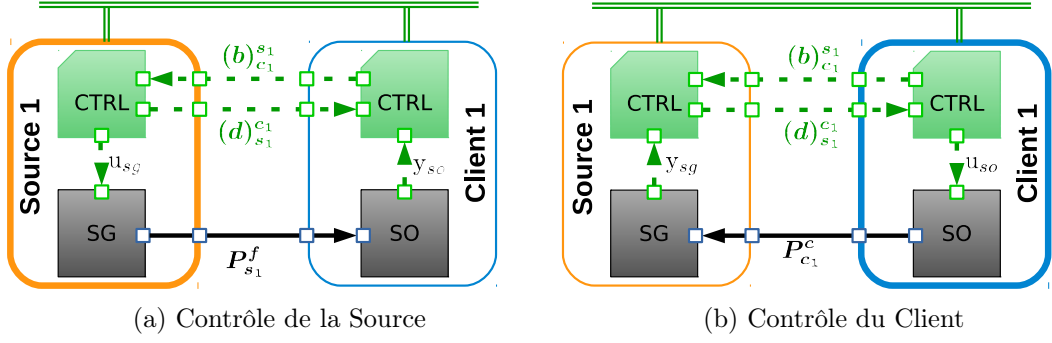 Source 1
CTRL
(b)^{s_1}_{c_1}
(d)^{c_1}_{s_1}
CTRL
Client 1
u_{sg}
y_{so}
SG
P^f_{s_1}
SO
(a) Contrôle de la Source
Source 1
CTRL
(b)^{s_1}_{c_1}
(d)^{c_1}_{s_1}
CTRL
Client 1
y_{sg}
u_{so}
SG
P^c_{c_1}
SO
(b) Contrôle du Client